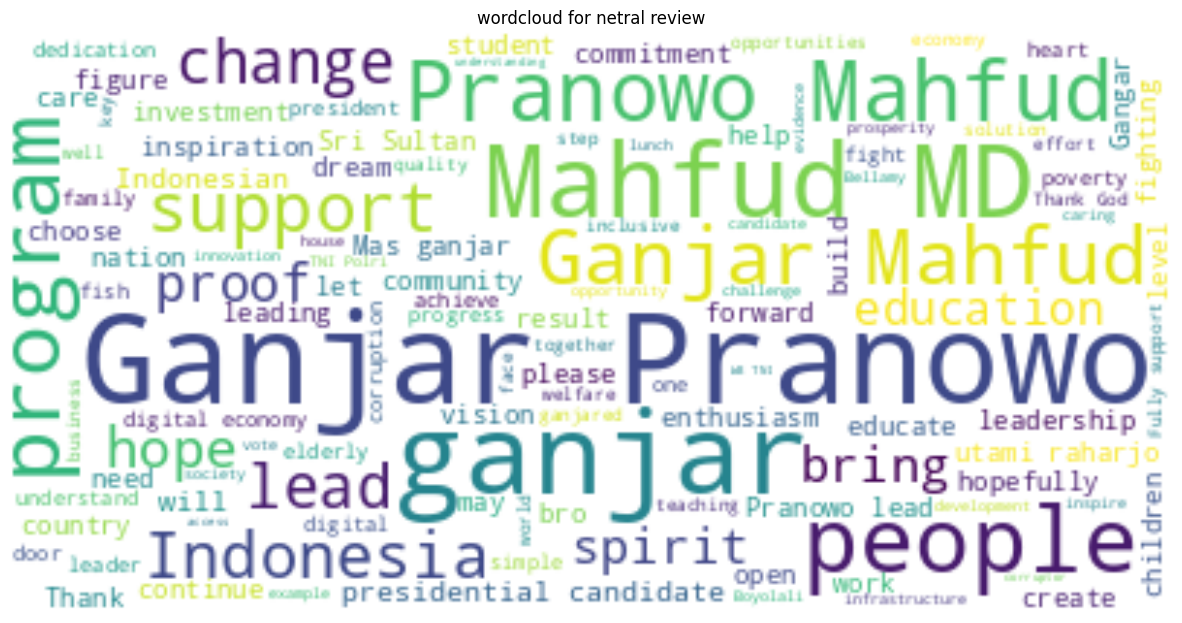 wordcloud for netral review
dedication
change
student
commitment
opportunities
economy
heart
figure
understanding
Pranowo Mahfud
care
key
investment
president
evidence
Gangar
fighting
program
well
inspiration
Sri Sultan
step
lunch
help
prosperity
solution
effort
dream
quality
Mahfud MD
fight
Bellamy
poverty
Thank God
Indonesian
family
support
inclusive
candidate
caring
choose
house
Mas ganjar
Ganjar Mahfud
build
level
nation
innovation
TNI Polri
proof
let
community
opportunity
challenge
education
fish
achieve
leading
progress
result
forward
corruption
together
Ganjar Pranowo
face
please
one
welfare
fully support
business
digital economy
vision
ganjared
enthusiasm
educate
leadership
hope
vote
elderly
ganjar
bring
utami raharjo
need
society
lead
hopefully
understand
will
may
world
bro
teaching
Pranowo lead
development
inspire
children
country
access
digital
door
leader
Indonesia
simple
spirit
open
people
work
Thank
continue
example
presidential candidate
Boyolali
infrastructure
create